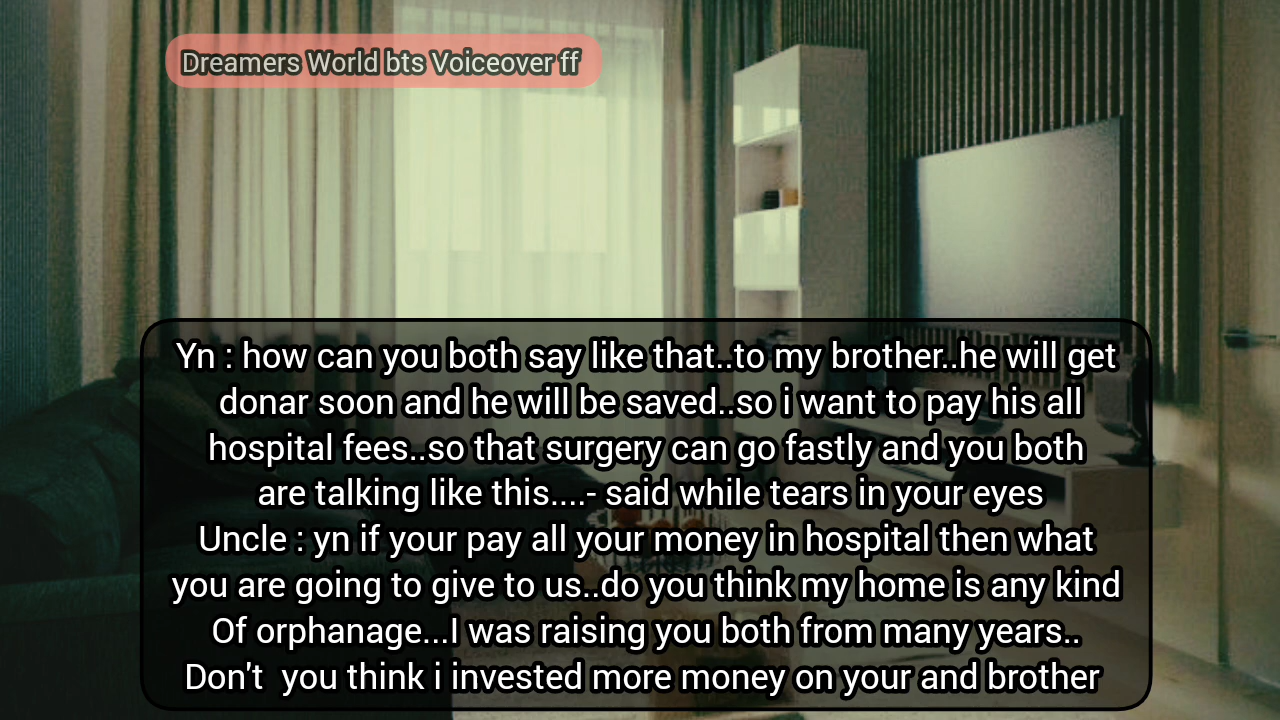 Dreamers World bts Voiceover ff
Yn : how can you both say like that..to my brother..he will get
donar soon and he will be saved..so i want to pay his all
hospital fees..so that surgery can go fastly and you both
are talking like this....- said while tears in your eyes
Uncle : yn if your pay all your money in hospital then what
you are going to give to us..do you think my home is any kind
Of orphanage...I was raising you both from many years..
Don't  you think i invested more money on your and brother